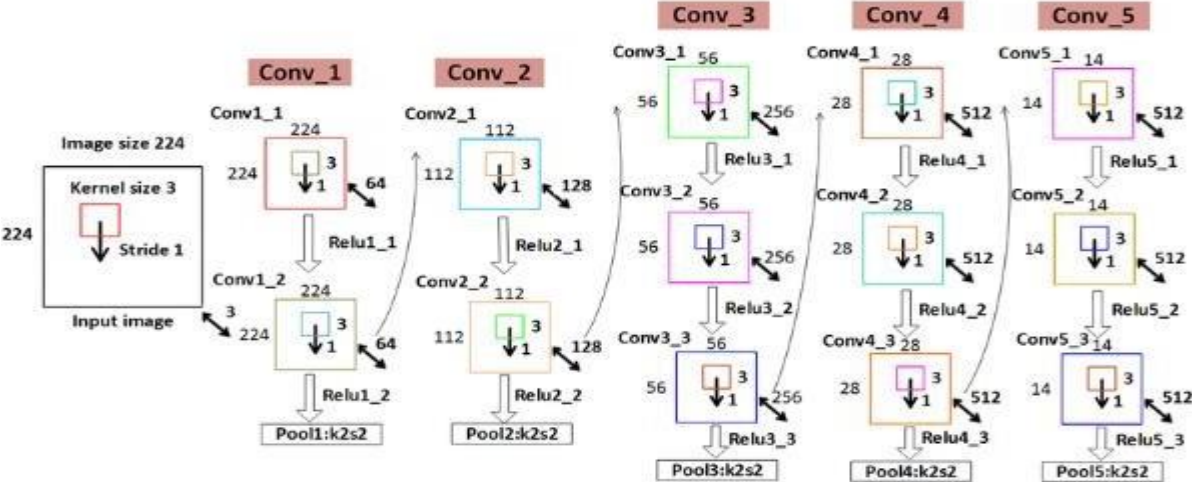 Image size 224
Kernel size 3
224
Stride 1
Input image
3
Conv_1
Conv1_1
224
224
3
1
64
Relu1_1
Conv1_2
224
224
3
1
64
Relu1_2
Pool1:k2s2
Conv_2
Conv2_1
112
112
3
1
128
Relu2_1
Conv2_2
112
112
3
1
128
Relu2_2
Pool2:k2s2
Conv_3
Conv3_1
56
56
3
1
256
Relu3_1
Conv3_2
56
56
3
1
256
Relu3_2
Conv3_3
56
56
3
1
256
Relu3_3
Pool3:k2s2
Conv_4
Conv4_1
28
28
3
1
512
Relu4_1
Conv4_2
28
28
3
1
512
Relu4_2
Conv4_3
28
28
3
1
512
Relu4_3
Pool4:k2s2
Conv_5
Conv5_1
14
14
3
1
512
Relu5_1
Conv5_2
14
14
3
1
512
Relu5_2
Conv5_3
14
14
3
1
512
Relu5_3
Pool5:k2s2